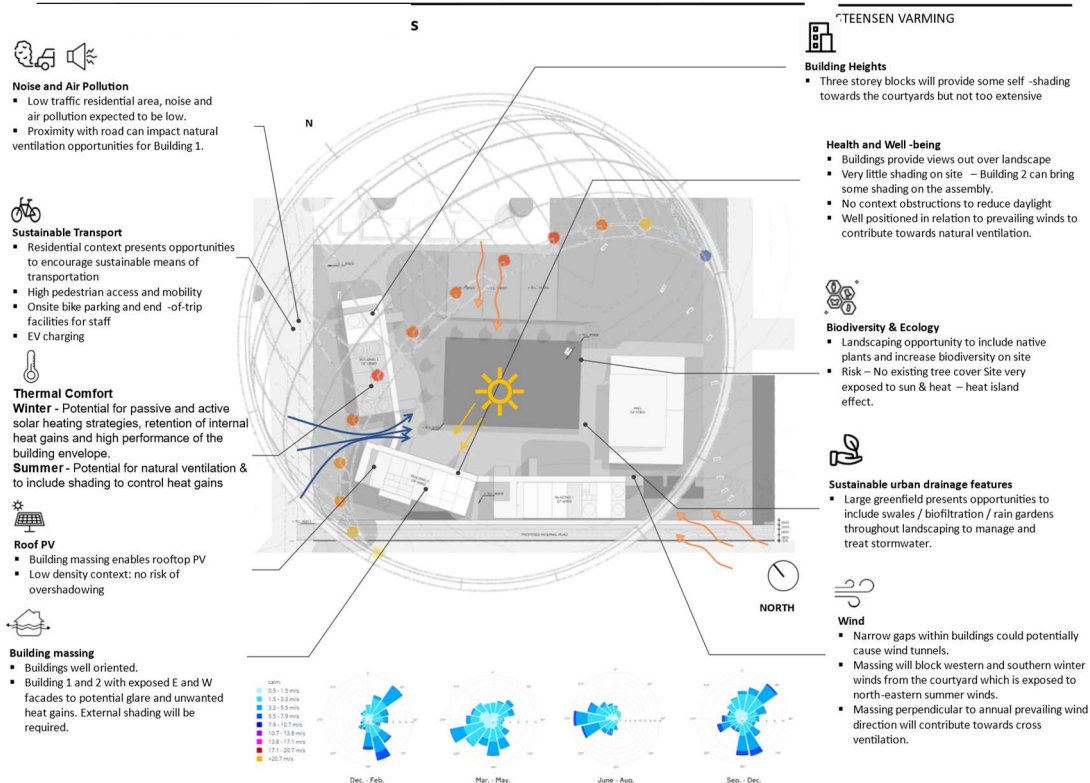 S
STEENSEN VARMING
Noise and Air Pollution
▪ Low traffic residential area, noise and
air pollution expected to be low.
▪ Proximity with road can impact natural
ventilation opportunities for Building 1.
Sustainable Transport
▪ Residential context presents opportunities
to encourage sustainable means of
transportation
▪ High pedestrian access and mobility
▪ Onsite bike parking and end -of-trip
facilities for staff
▪ EV charging
Thermal Comfort
Winter - Potential for passive and active
solar heating strategies, retention of internal
heat gains and high performance of the
building envelope.
Summer - Potential for natural ventilation &
to include shading to control heat gains
Roof PV
▪ Building massing enables rooftop PV
▪ Low density context: no risk of
overshadowing
Building massing
▪ Buildings well oriented.
▪ Building 1 and 2 with exposed E and W
facades to potential glare and unwanted
heat gains. External shading will be
required.
N
NORTH
Building Heights
▪ Three storey blocks will provide some self -shading
towards the courtyards but not too extensive
Health and Well -being
▪ Buildings provide views out over landscape
▪ Very little shading on site – Building 2 can bring
some shading on the assembly.
▪ No context obstructions to reduce daylight
▪ Well positioned in relation to prevailing winds to
contribute towards natural ventilation.
Biodiversity & Ecology
▪ Landscaping opportunity to include native
plants and increase biodiversity on site
▪ Risk – No existing tree cover Site very
exposed to sun & heat – heat island
effect.
Sustainable urban drainage features
▪ Large greenfield presents opportunities to
include swales / biofiltration / rain gardens
throughout landscaping to manage and
treat stormwater.
Wind
▪ Narrow gaps within buildings could potentially
cause wind tunnels.
▪ Massing will block western and southern winter
winds from the courtyard which is exposed to
north-eastern summer winds.
▪ Massing perpendicular to annual prevailing wind
direction will contribute towards cross
ventilation.
calm
0.5 - 1.5 m/s
1.5 - 3.3 m/s
3.3 - 5.5 m/s
5.5 - 7.9 m/s
7.9 - 10.7 m/s
10.7 - 13.8 m/s
13.8 - 17.1 m/s
17.1 - 20.7 m/s
>20.7 m/s
Dec. - Feb.
Mar. - May.
June - Aug.
Sep. - Dec.